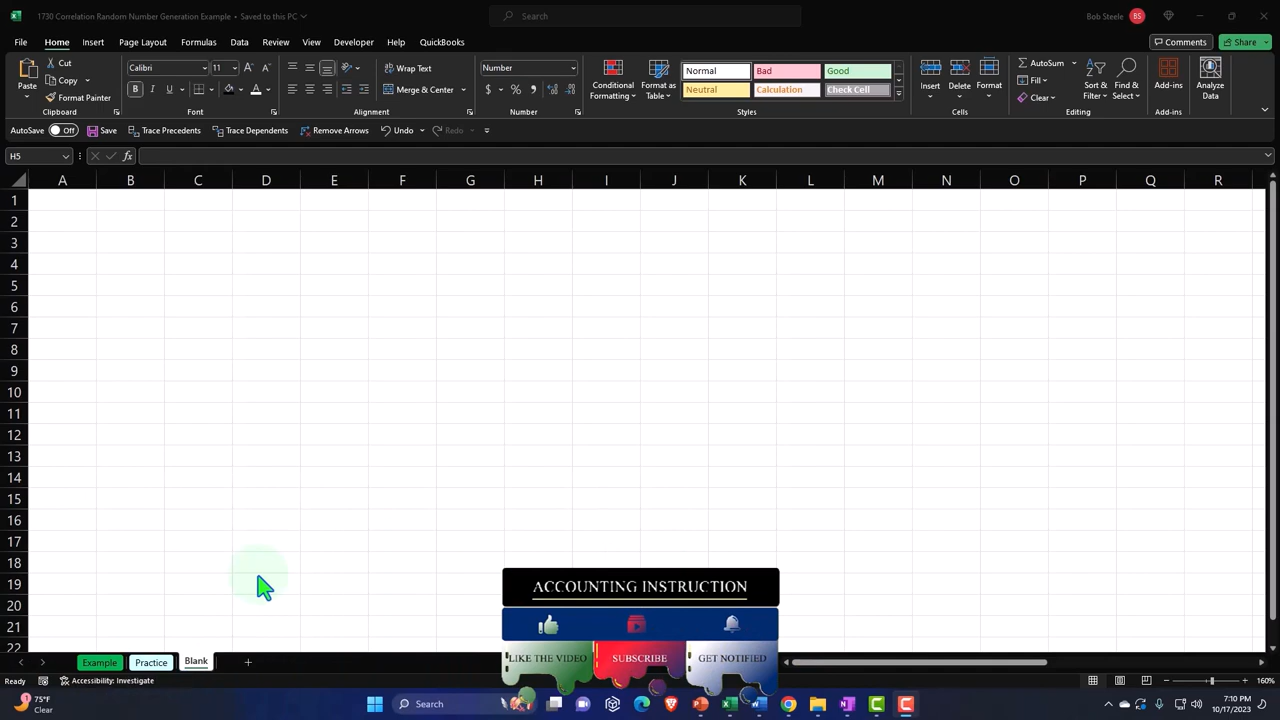 1730 Correlation Random Number Generation Example • Saved to this PC
Search
Bob Steele BS
File Home Insert Page Layout Formulas Data Review View Developer Help QuickBooks
Comments Share
Paste
Cut
Copy
Format Painter
Clipboard
Calibri 11
B I U
Font
Wrap Text
Merge & Center
Alignment
Number
$ % ,
Number
Conditional Formatting
Format as Table
Normal Bad Good
Neutral Calculation Check Cell
Styles
Insert Delete Format
Cells
AutoSum
Fill
Clear
Sort & Filter
Find & Select
Editing
Add-ins
Add-ins
Analyze Data
AutoSave Off Save Trace Precedents Trace Dependents Remove Arrows Undo Redo
H5 fx
A B C D E F G H I J K L M N O P Q R
1
2
3
4
5
6
7
8
9
10
11
12
13
14
15
16
17
18
19
20
21
22
ACCOUNTING INSTRUCTION
LIKE THE VIDEO SUBSCRIBE GET NOTIFIED
Example Practice Blank
Ready Accessibility: Investigate 160%
1 75°F
Clear
Search
7:10 PM
10/17/2023